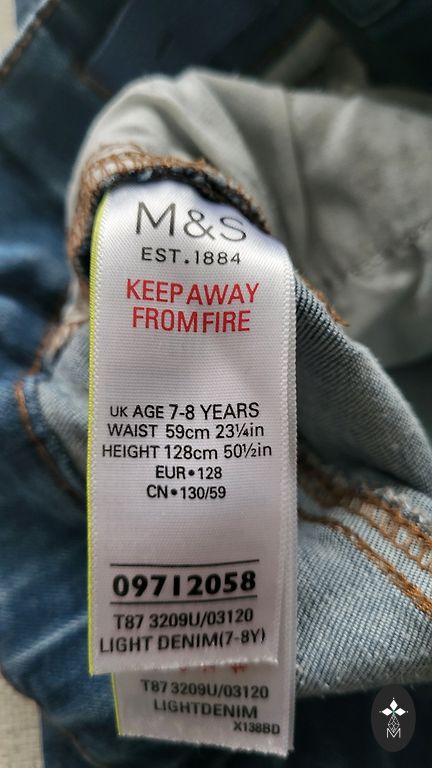 M&S
EST.1884
KEEP AWAY
FROM FIRE
UK AGE 7-8 YEARS
WAIST 59cm 23¼in
HEIGHT 128cm 50½in
EUR•128
CN•130/59
09712058
T87 3209U/03120
LIGHT DENIM(7-8Y)
T87 3209U/03120
LIGHTDENIM
X138BD
M